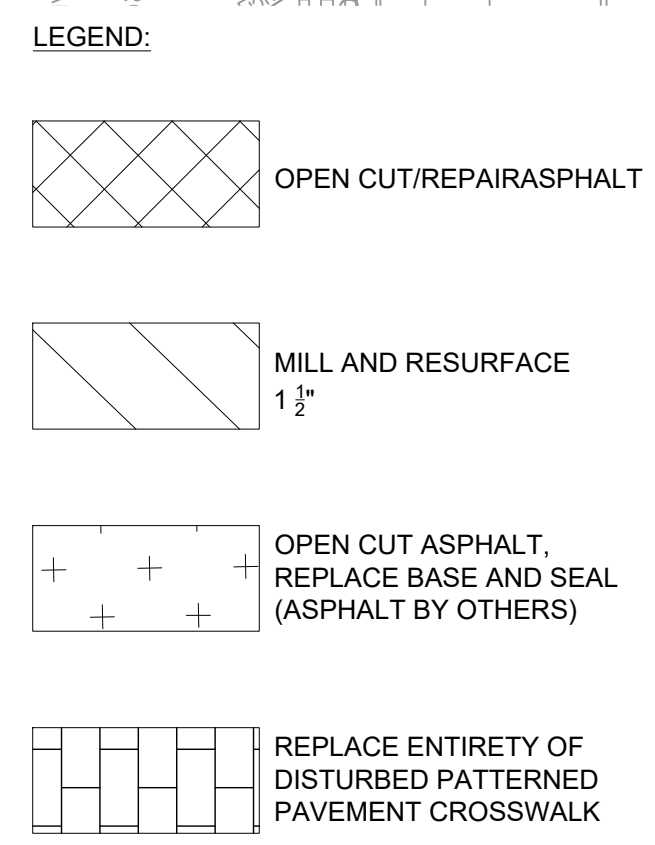 LEGEND:
OPEN CUT/REPAIRASPHALT
MILL AND RESURFACE
1 1/2"
OPEN CUT ASPHALT,
REPLACE BASE AND SEAL
(ASPHALT BY OTHERS)
REPLACE ENTIRETY OF
DISTURBED PATTERNED
PAVEMENT CROSSWALK